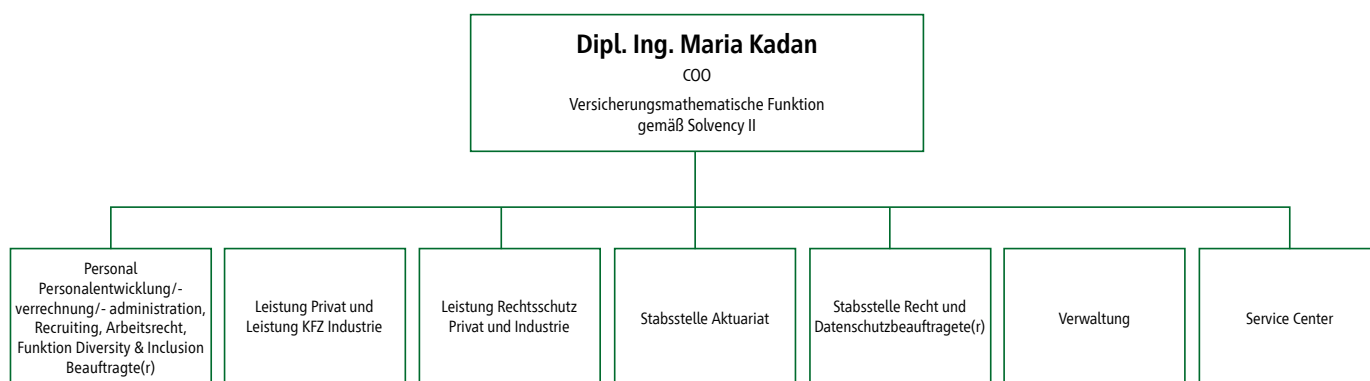 Dipl. Ing. Maria Kadan
COO
Versicherungsmathematische Funktion
gemäß Solvency II
Personal
Personalentwicklung/-
verrechnung/- administration,
Recruiting, Arbeitsrecht,
Funktion Diversity & Inclusion
Beauftragte(r)
Leistung Privat und
Leistung KFZ Industrie
Leistung Rechtsschutz
Privat und Industrie
Stabsstelle Aktuariat
Stabsstelle Recht und
Datenschutzbeauftragete(r)
Verwaltung
Service Center